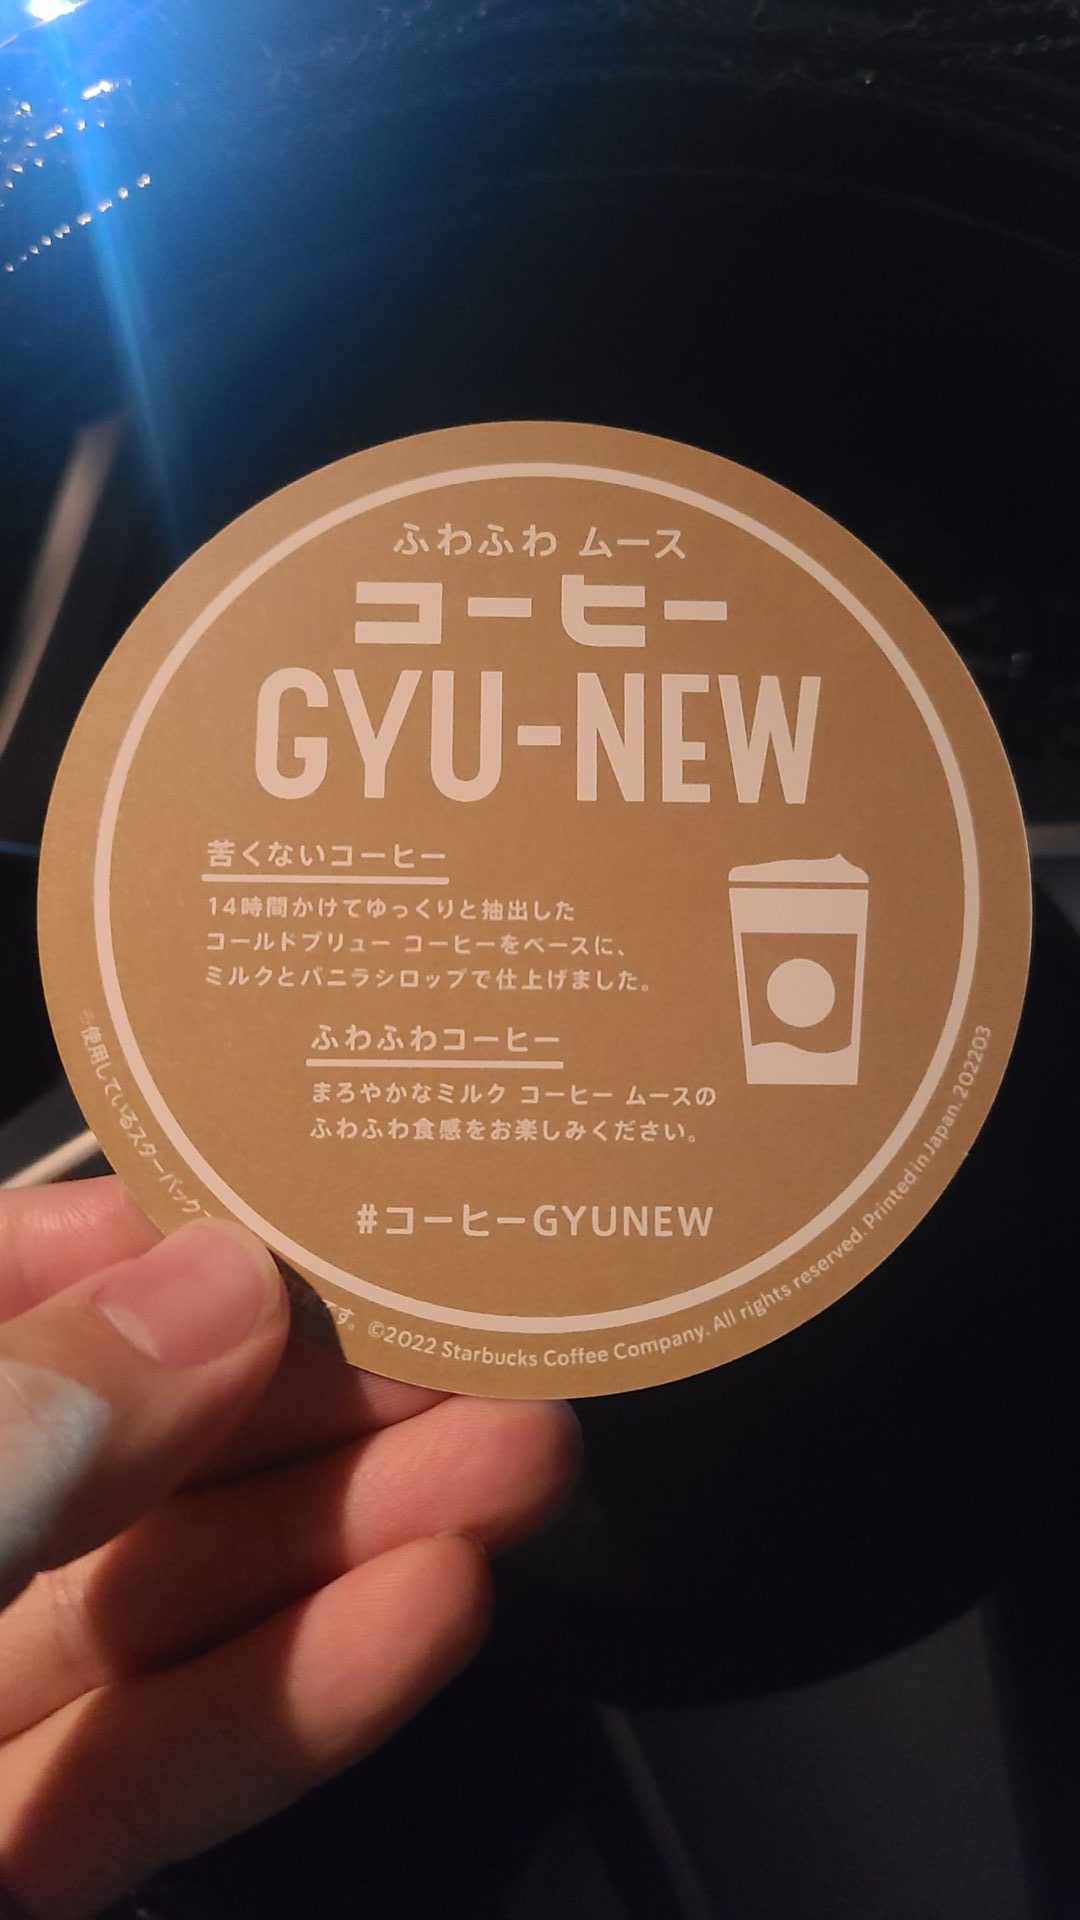 ふわふわ ムース
コーヒー
GYU-NEW
苦くないコーヒー
14時間かけてゆっくりと抽出した
コールドブリュー コーヒーをベースに、
ミルクとバニラシロップで仕上げました。
ふわふわコーヒー
まろやかなミルク コーヒー ムースの
ふわふわ食感をお楽しみください。
#コーヒーGYUNEW
使用しているスターバック
です。 ©2022 Starbucks Coffee Company. All rights reserved. Printed in Japan. 202203